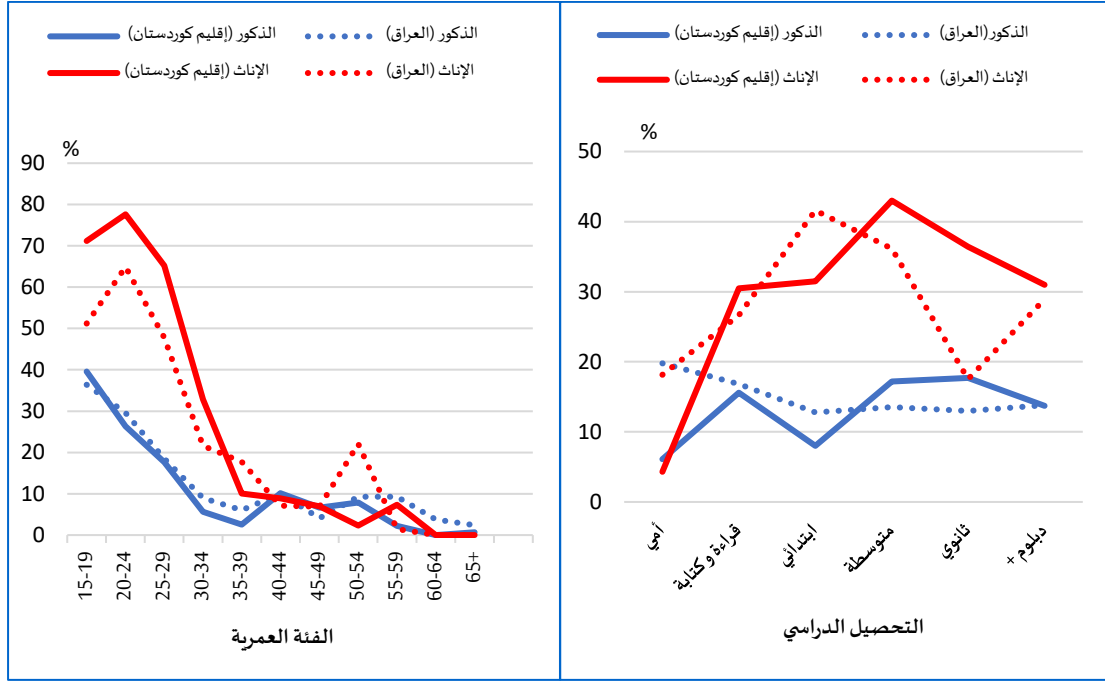 الذكور (إقليم كوردستان) الذكور (العراق)
الإناث (إقليم كوردستان) الإناث (العراق)
%
90
80
70
60
50
40
30
20
10
0
15-19 20-24 25-29 30-34 35-39 40-44 45-49 50-54 55-59 60-64 65+
الفئة العمرية
الذكور (إقليم كوردستان) الذكور (العراق)
الإناث (إقليم كوردستان) الإناث (العراق)
%
50
40
30
20
10
0
أمي قراءة و كتابة ابتدائي متوسطة ثانوي دبلوم +
التحصيل الدراسي